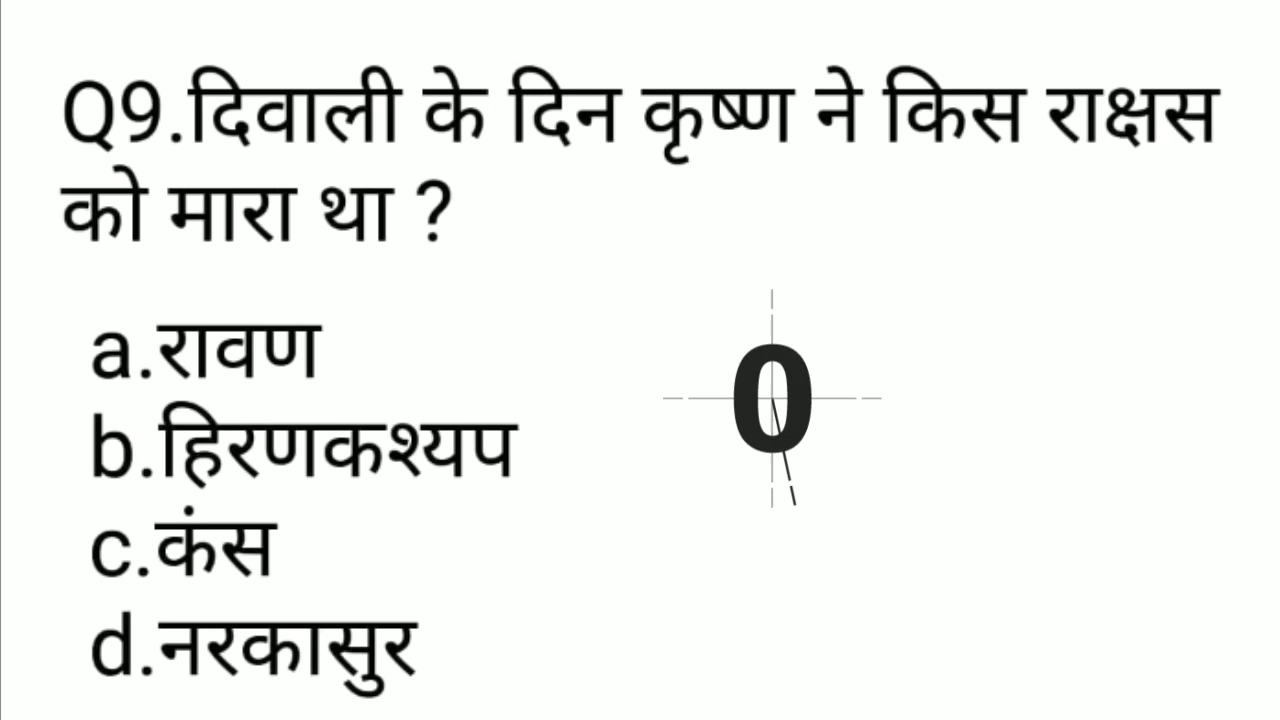 Q9.दिवाली के दिन कृष्ण ने किस राक्षस
को मारा था ?
a.रावण
0
b.हिरणकश्यप
c.कंस
d.नरकासुर